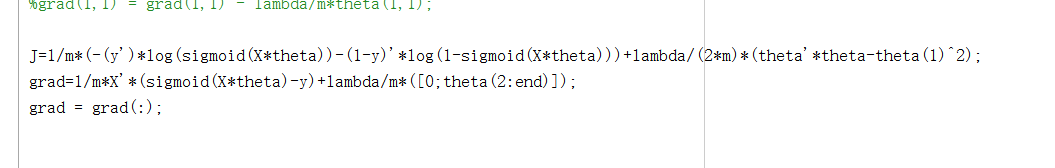 %grad(1,1) = grad(1,1) - lambda/m*theta(1,1);
J=1/m*(-(y')*log(sigmoid(X*theta))-(1-y)'*log(1-sigmoid(X*theta)))+lambda/(2*m)*(theta'*theta-theta(1)^2);
grad=1/m*X'*(sigmoid(X*theta)-y)+lambda/m*([0;theta(2:end)]);
grad = grad(:);